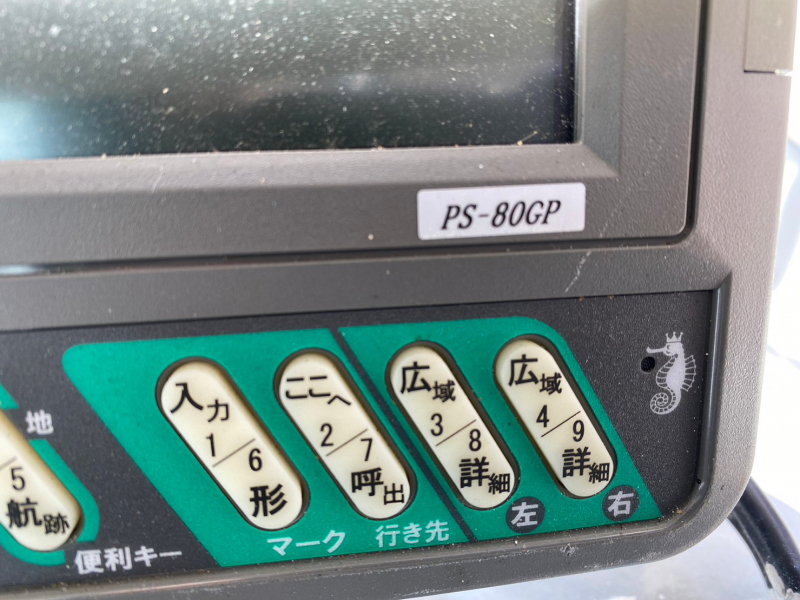 PS-80GP
地
5
航跡
便利キー
入力
1/6
形
マーク
ここへ
2/7
呼出
行き先
広域
3/8
詳細
左
広域
4/9
詳細
右